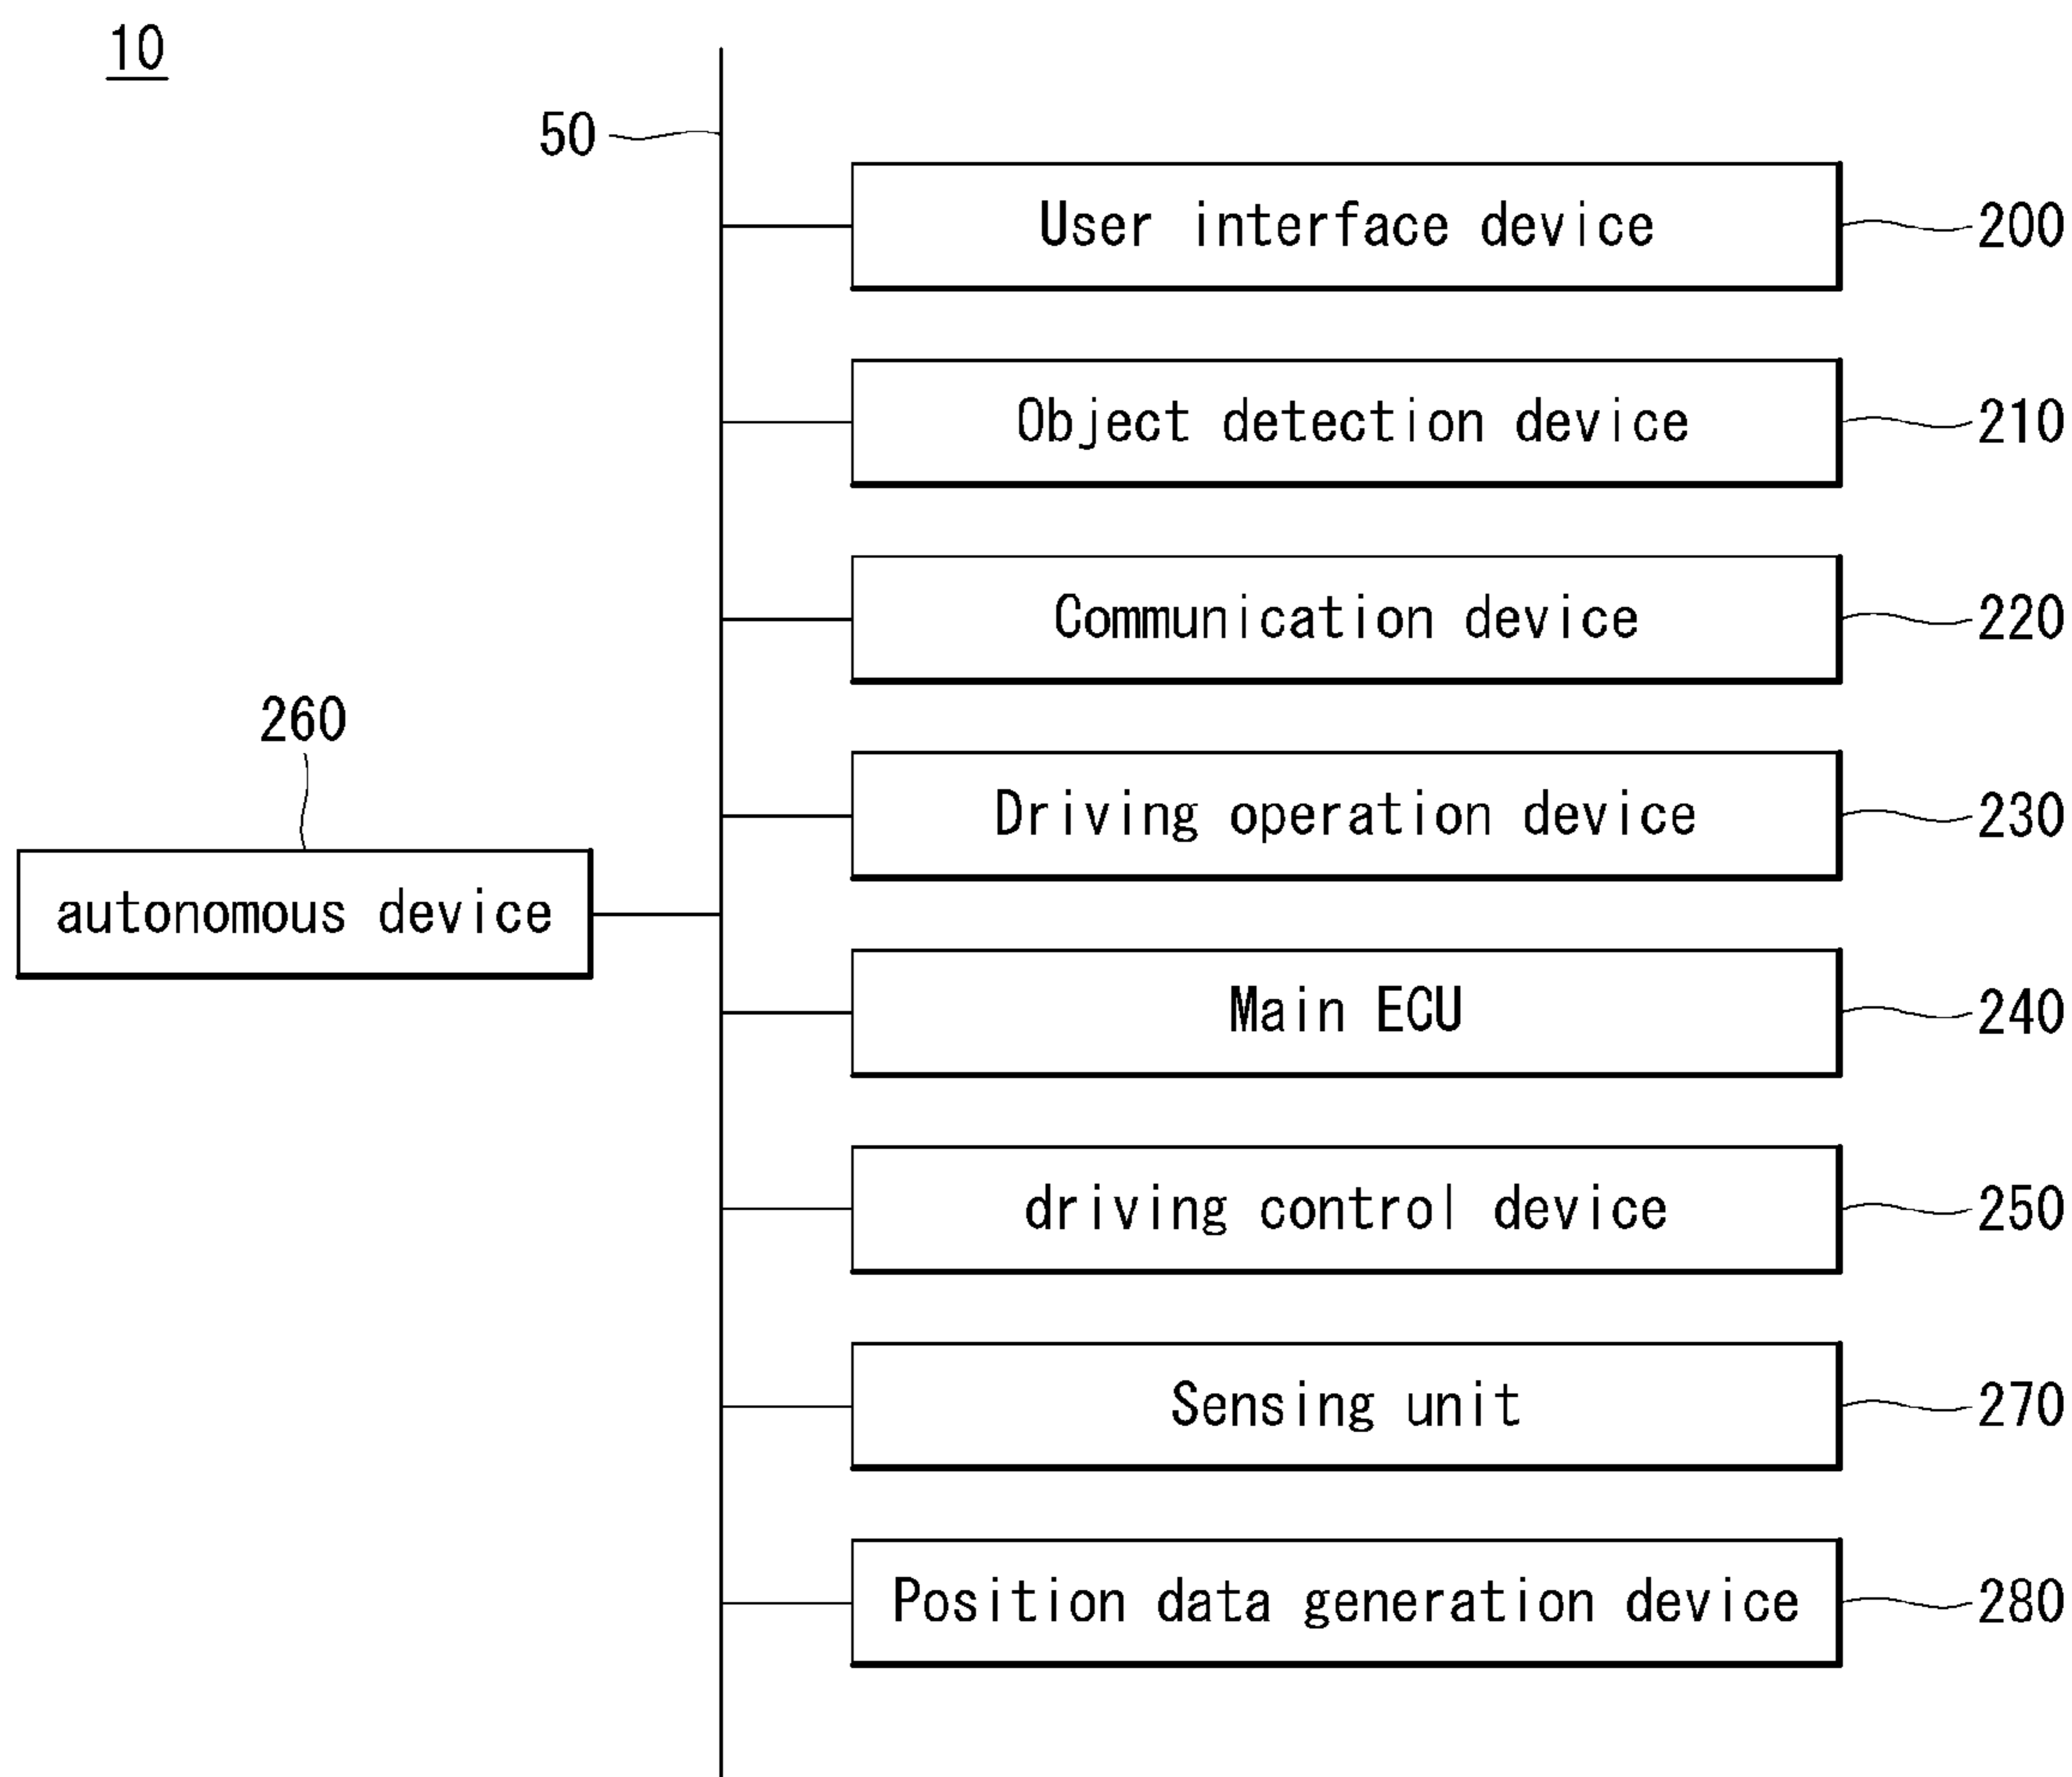 10
50
User interface device 200
Object detection device 210
Communication device 220
260
Driving operation device 230
autonomous device
Main ECU 240
driving control device 250
Sensing unit 270
Position data generation device 280